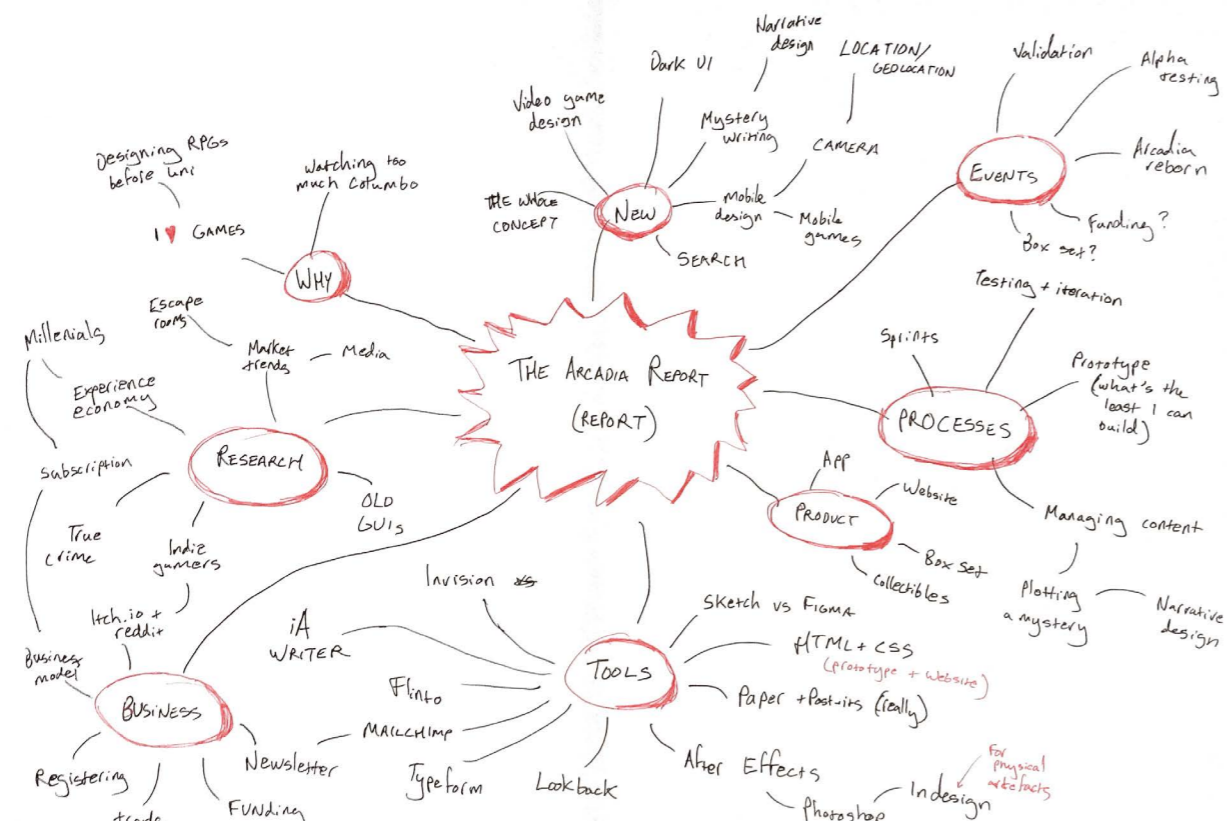 Narrative
design
LOCATION/
GEOLOCATION
Dark UI
Validation
Alpha
testing
Video game
design
Mystery
writing
CAMERA
Designing RPGs
before uni
Watching too
much Columbo
Arcadia
reborn
EVENTS
THE WHOLE
CONCEPT
NEW
Mobile
design
Mobile
games
Funding?
Box set?
I ♥ GAMES
SEARCH
WHY
Testing + iteration
Escape
rooms
Millenials
Market
trends
Media
Sprints
Prototype
(what's the
least I can
build)
THE ARCADIA REPORT
(REPORT)
Experience
economy
PROCESSES
RESEARCH
Subscription
App
Website
OLD
GUIs
PRODUCT
Managing content
True
crime
Indie
gamers
Box set
Collectibles
Invision
Plotting
a mystery
Narrative
design
Itch.io +
reddit
iA
WRITER
Sketch vs FIGMA
HTML + CSS
(prototype + website)
Business
model
TOOLS
Flinto
Paper + Post-its (really)
BUSINESS
MAILCHIMP
Newsletter
Registering
Typeform
Lookback
After Effects
For
physical
artefacts
Indesign
Photoshop
FUNDING